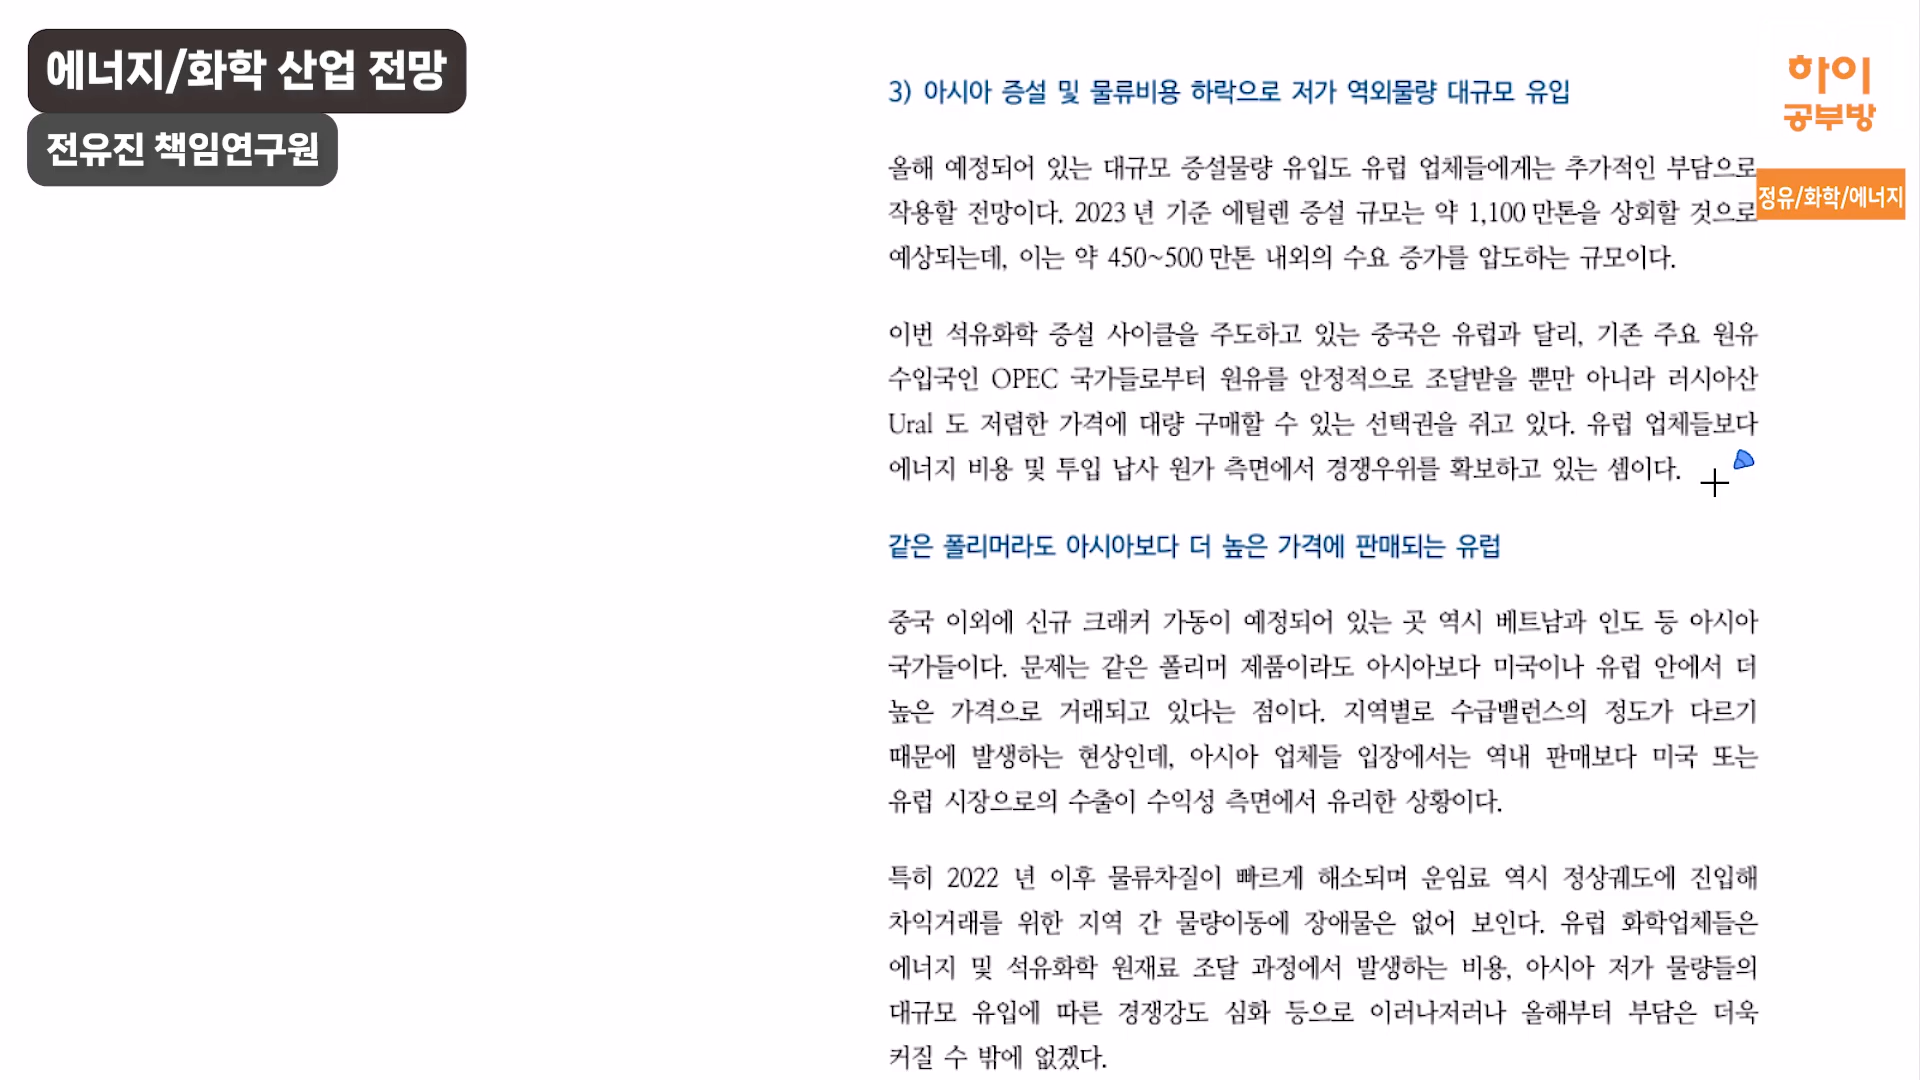 에너지/화학 산업 전망
전유진 책임연구원
하이
공부방
정유/화학/에너지
3) 아시아 증설 및 물류비용 하락으로 저가 역외물량 대규모 유입
올해 예정되어 있는 대규모 증설물량 유입도 유럽 업체들에게는 추가적인 부담으로
작용할 전망이다. 2023년 기준 에틸렌 증설 규모는 약 1,100만톤을 상회할 것으로
예상되는데, 이는 약 450~500만톤 내외의 수요 증가를 압도하는 규모이다.
이번 석유화학 증설 사이클을 주도하고 있는 중국은 유럽과 달리, 기존 주요 원유
수입국인 OPEC 국가들로부터 원유를 안정적으로 조달받을 뿐만 아니라 러시아산
Ural 도 저렴한 가격에 대량 구매할 수 있는 선택권을 쥐고 있다. 유럽 업체들보다
에너지 비용 및 투입 납사 원가 측면에서 경쟁우위를 확보하고 있는 셈이다.
같은 폴리머라도 아시아보다 더 높은 가격에 판매되는 유럽
중국 이외에 신규 크래커 가동이 예정되어 있는 곳 역시 베트남과 인도 등 아시아
국가들이다. 문제는 같은 폴리머 제품이라도 아시아보다 미국이나 유럽 안에서 더
높은 가격으로 거래되고 있다는 점이다. 지역별로 수급밸런스의 정도가 다르기
때문에 발생하는 현상인데, 아시아 업체들 입장에서는 역내 판매보다 미국 또는
유럽 시장으로의 수출이 수익성 측면에서 유리한 상황이다.
특히 2022 년 이후 물류차질이 빠르게 해소되며 운임료 역시 정상궤도에 진입해
차익거래를 위한 지역 간 물량이동에 장애물은 없어 보인다. 유럽 화학업체들은
에너지 및 석유화학 원재료 조달 과정에서 발생하는 비용, 아시아 저가 물량들의
대규모 유입에 따른 경쟁강도 심화 등으로 이러나저러나 올해부터 부담은 더욱
커질 수 밖에 없겠다.